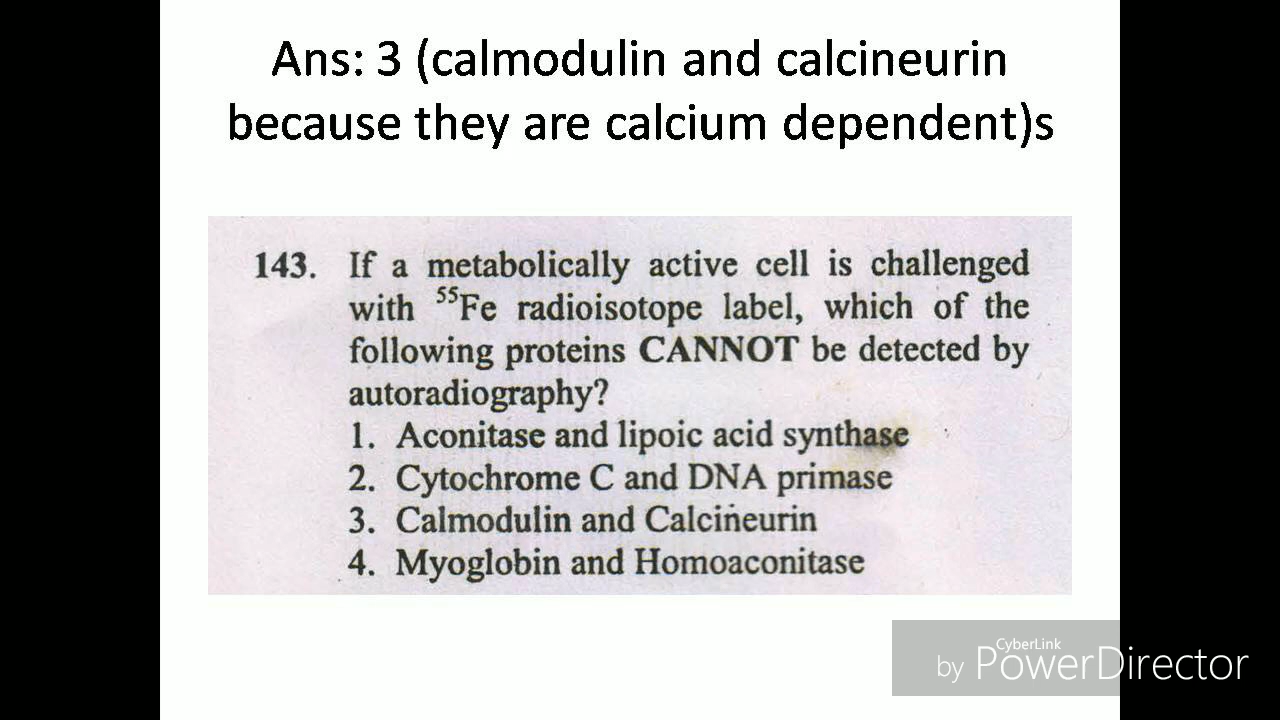 Ans: 3 (calmodulin and calcineurin
because they are calcium dependent)s
143. If a metabolically active cell is challenged
with ⁵⁵Fe radioisotope label, which of the
following proteins CANNOT be detected by
autoradiography?
1. Aconitase and lipoic acid synthase
2. Cytochrome C and DNA primase
3. Calmodulin and Calcineurin
4. Myoglobin and Homoaconitase
CyberLink
by PowerDirector